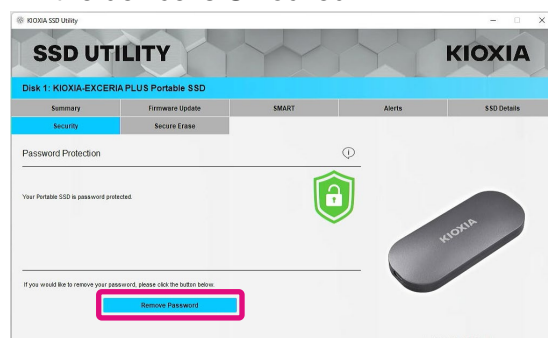 KIOXIA SSD Utility
SSD UTILITY
KIOXIA
Disk 1: KIOXIA-EXCERIA PLUS Portable SSD
Summary
Firmware Update
SMART
Alerts
SSD Details
Security
Secure Erase
Password Protection
i
Your Portable SSD is password protected.
KIOXIA
If you would like to remove your password, please click the button below.
Remove Password